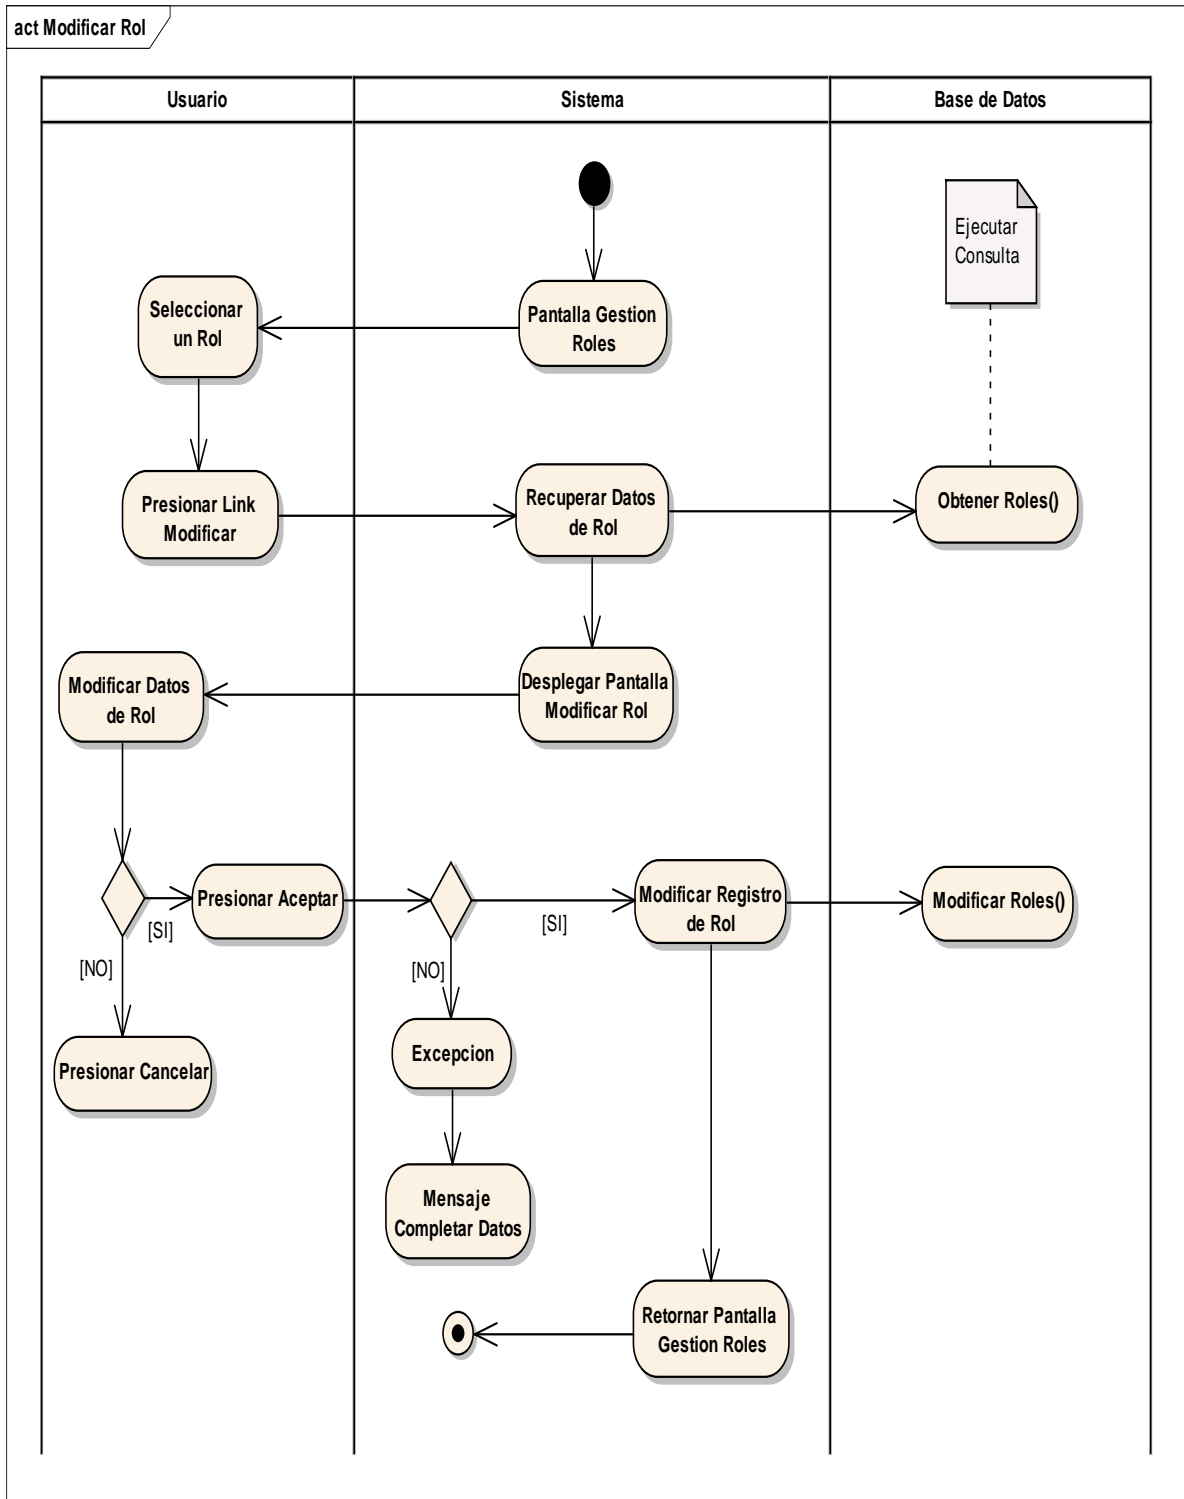 act Modificar Rol
Usuario
Sistema
Base de Datos
Ejecutar
Consulta
Seleccionar
un Rol
Pantalla Gestion
Roles
Presionar Link
Modificar
Recuperar Datos
de Rol
Obtener Roles()
Modificar Datos
de Rol
Desplegar Pantalla
Modificar Rol
Presionar Aceptar
[SI]
[NO]
Presionar Cancelar
[SI]
[NO]
Modificar Registro
de Rol
Modificar Roles()
Excepcion
Mensaje
Completar Datos
Retornar Pantalla
Gestion Roles